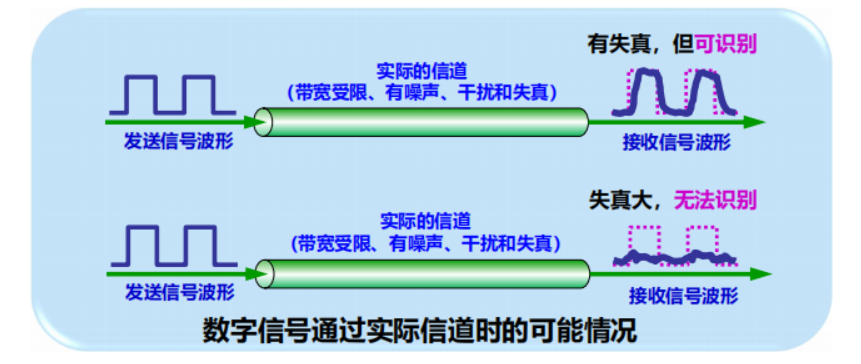 有失真，但可识别
实际的信道
（带宽受限、有噪声、干扰和失真）
发送信号波形
接收信号波形
失真大，无法识别
实际的信道
（带宽受限、有噪声、干扰和失真）
发送信号波形
接收信号波形
数字信号通过实际信道时的可能情况